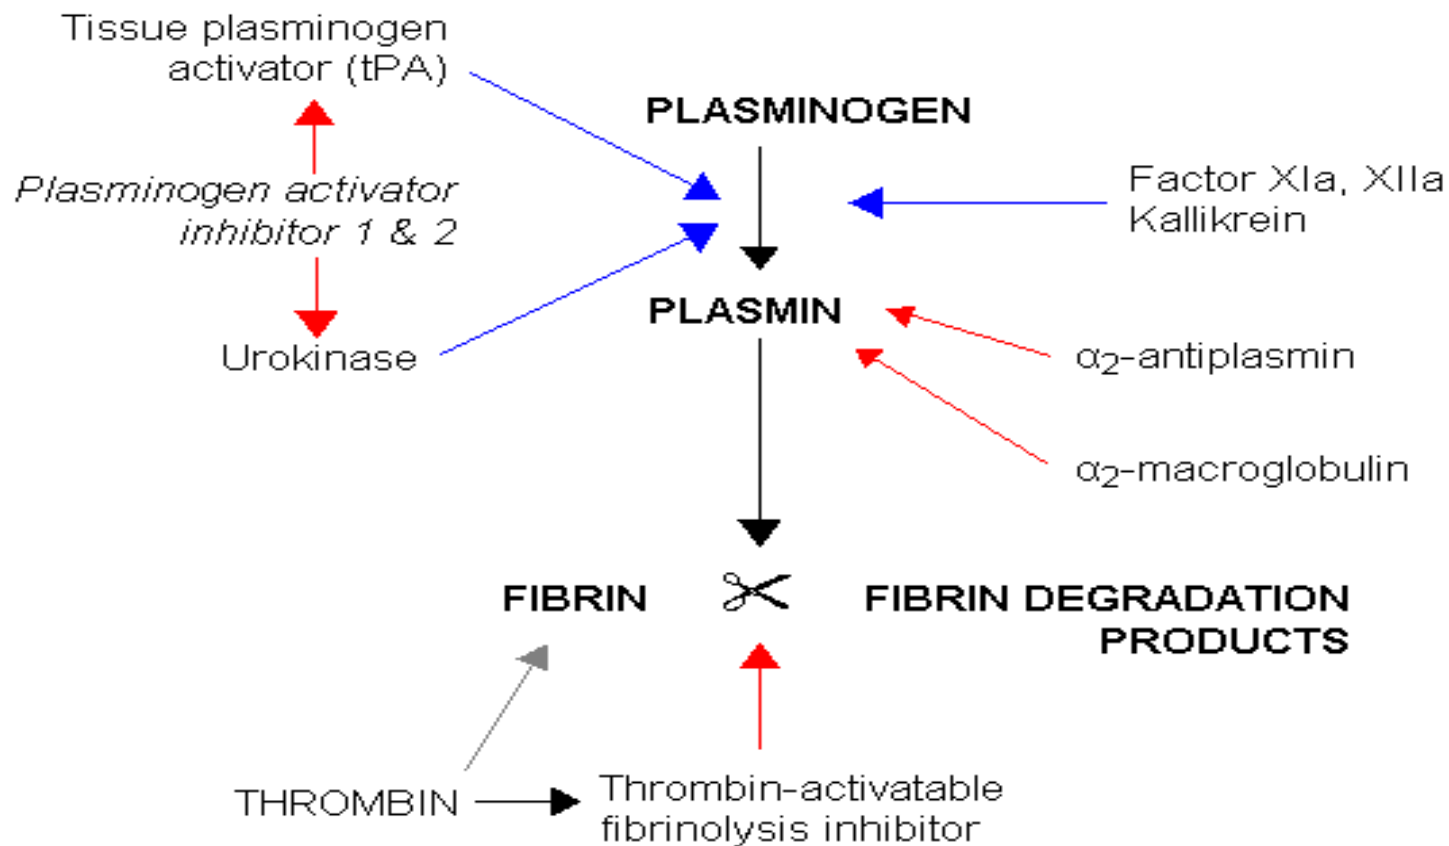 Tissue plasminogen
activator (tPA)
PLASMINOGEN
Plasminogen activator
inhibitor 1 & 2
Factor XIa, XIIa
Kallikrein
PLASMIN
Urokinase
α2-antiplasmin
α2-macroglobulin
FIBRIN
FIBRIN DEGRADATION
PRODUCTS
THROMBIN
Thrombin-activatable
fibrinolysis inhibitor